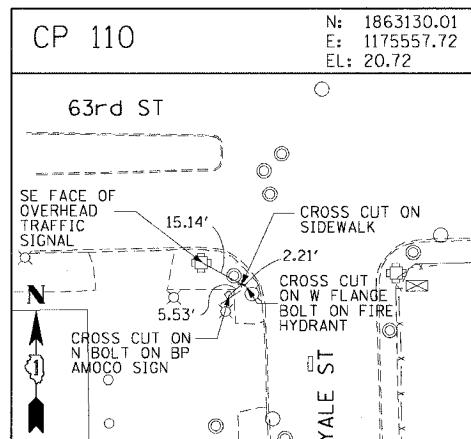 CP 110
N: 1863130.01
E: 1175557.72
EL: 20.72
63rd ST
SE FACE OF
OVERHEAD
TRAFFIC
SIGNAL
15.14'
CROSS CUT ON
SIDEWALK
2.21'
CROSS CUT
ON W FLANGE
BOLT ON FIRE
HYDRANT
5.53'
CROSS CUT ON
N BOLT ON BP
AMOCO SIGN
N
1
YALE ST